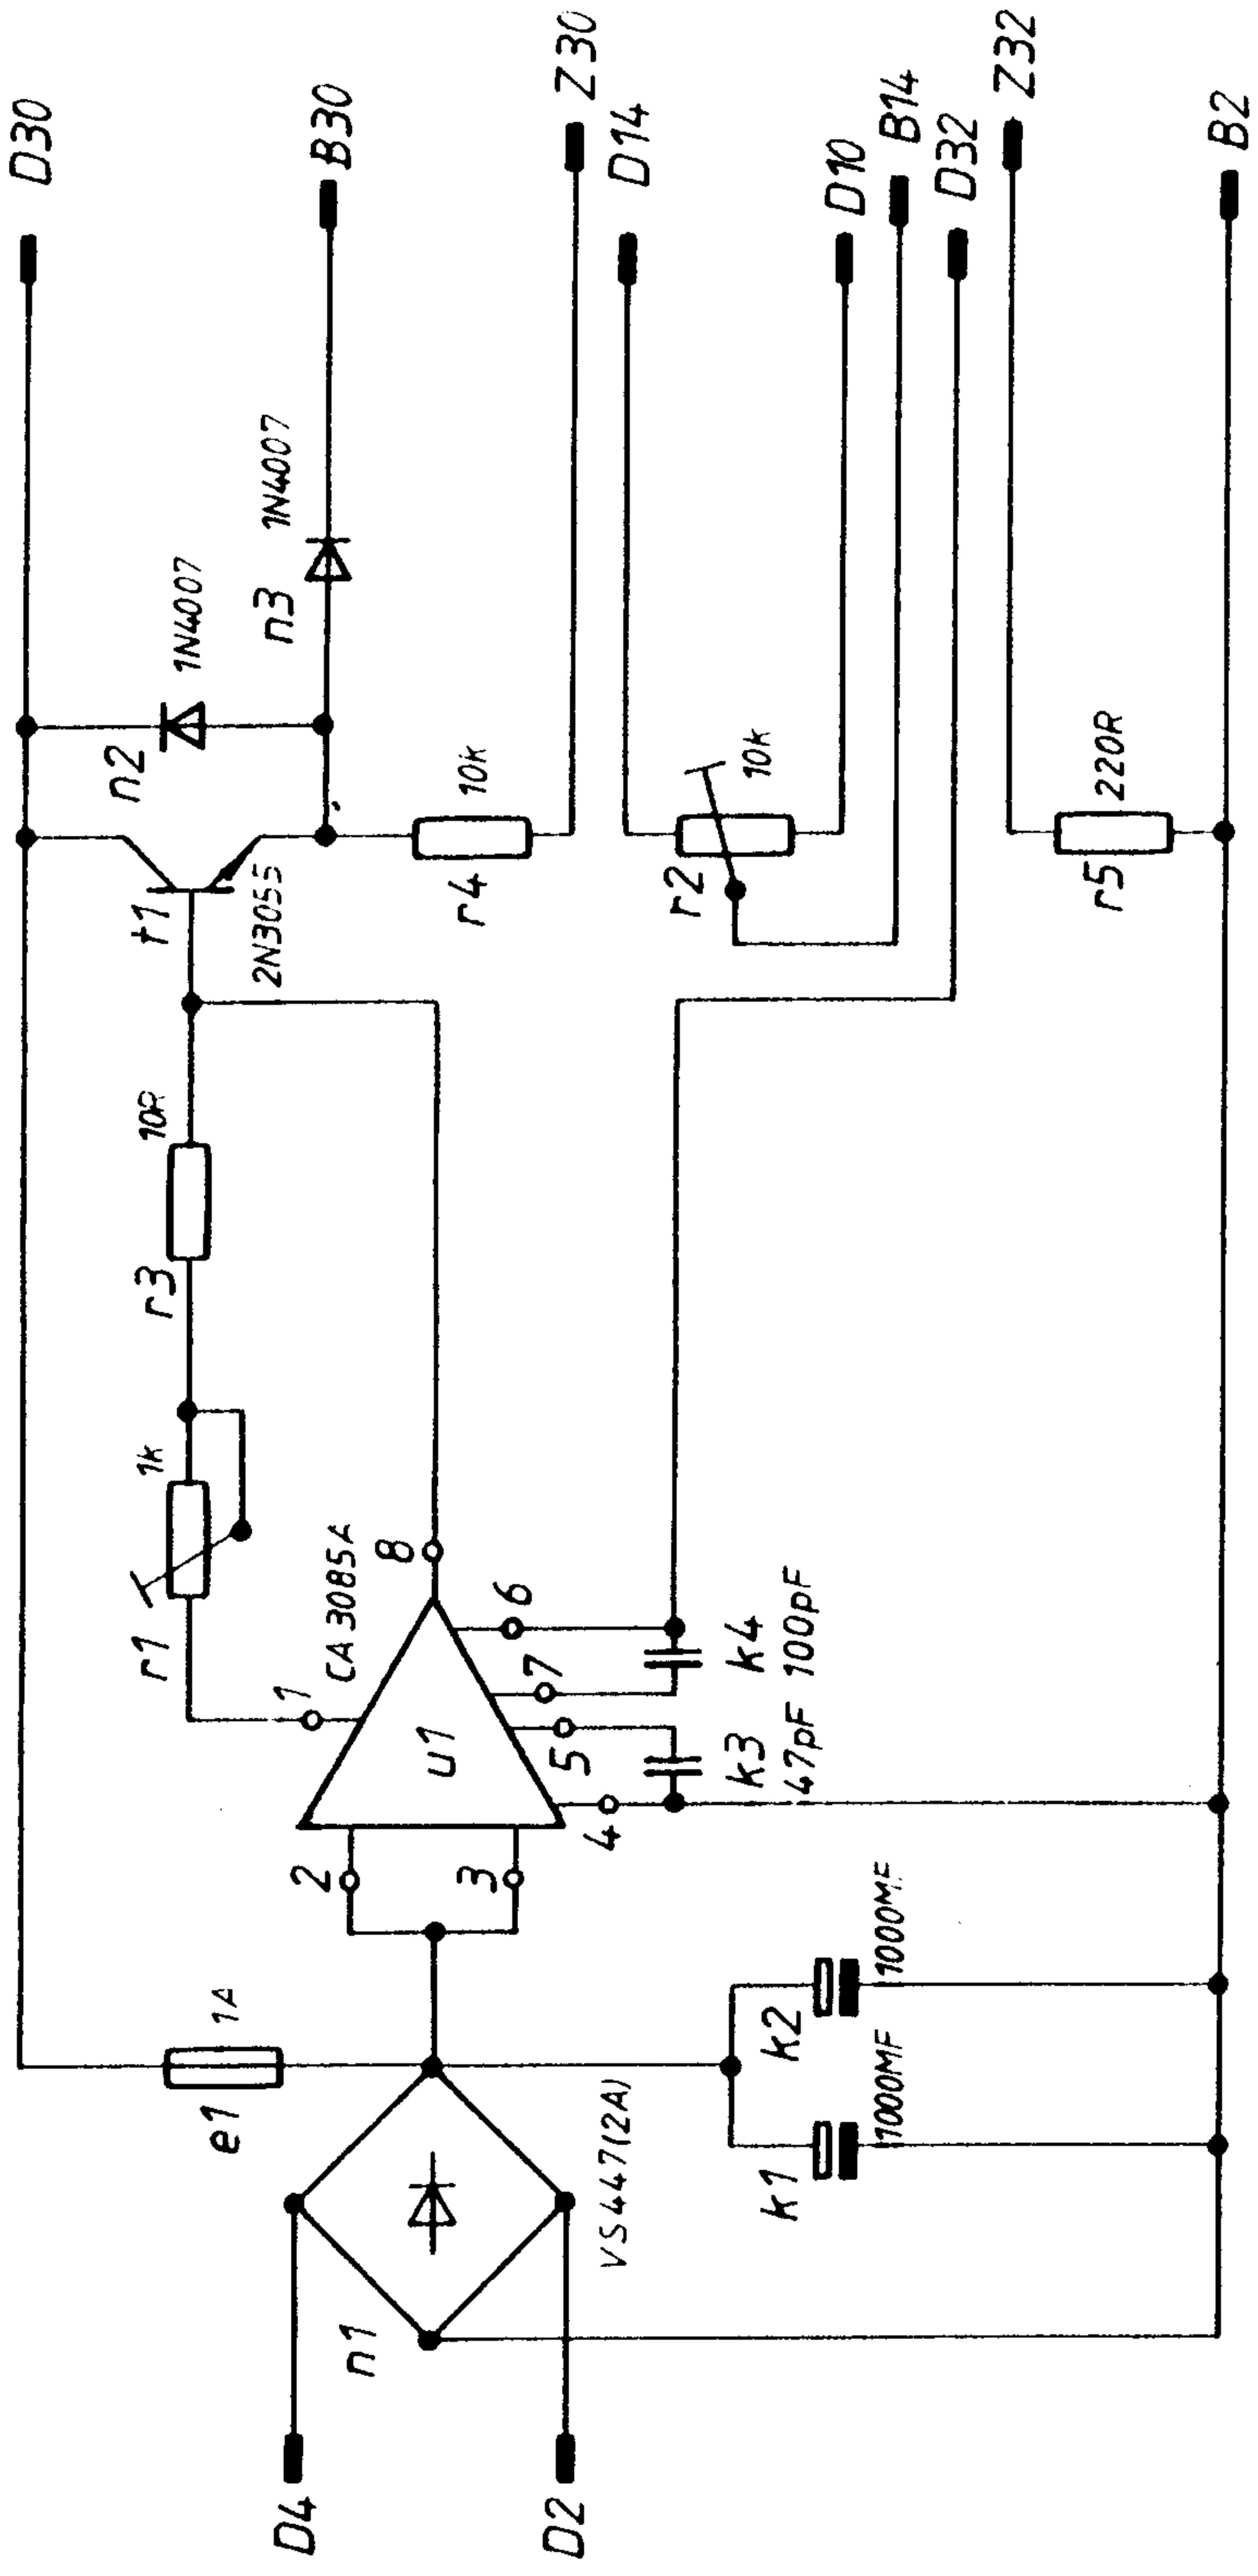 D30
n2
1N4007
t1
2N3055
r3
10R
r1
1k
e1
1A
n3
1N4007
B30
r4
10k
Z30
D14
r2
10k
D10
B14
D32
Z32
r5
220R
B2
CA3085A
1
8
2
3
u1
6
7
5
4
k4
100pF
k3
47pF
D4
n1
VS447(2A)
D2
k2
1000MF
k1
1000MF